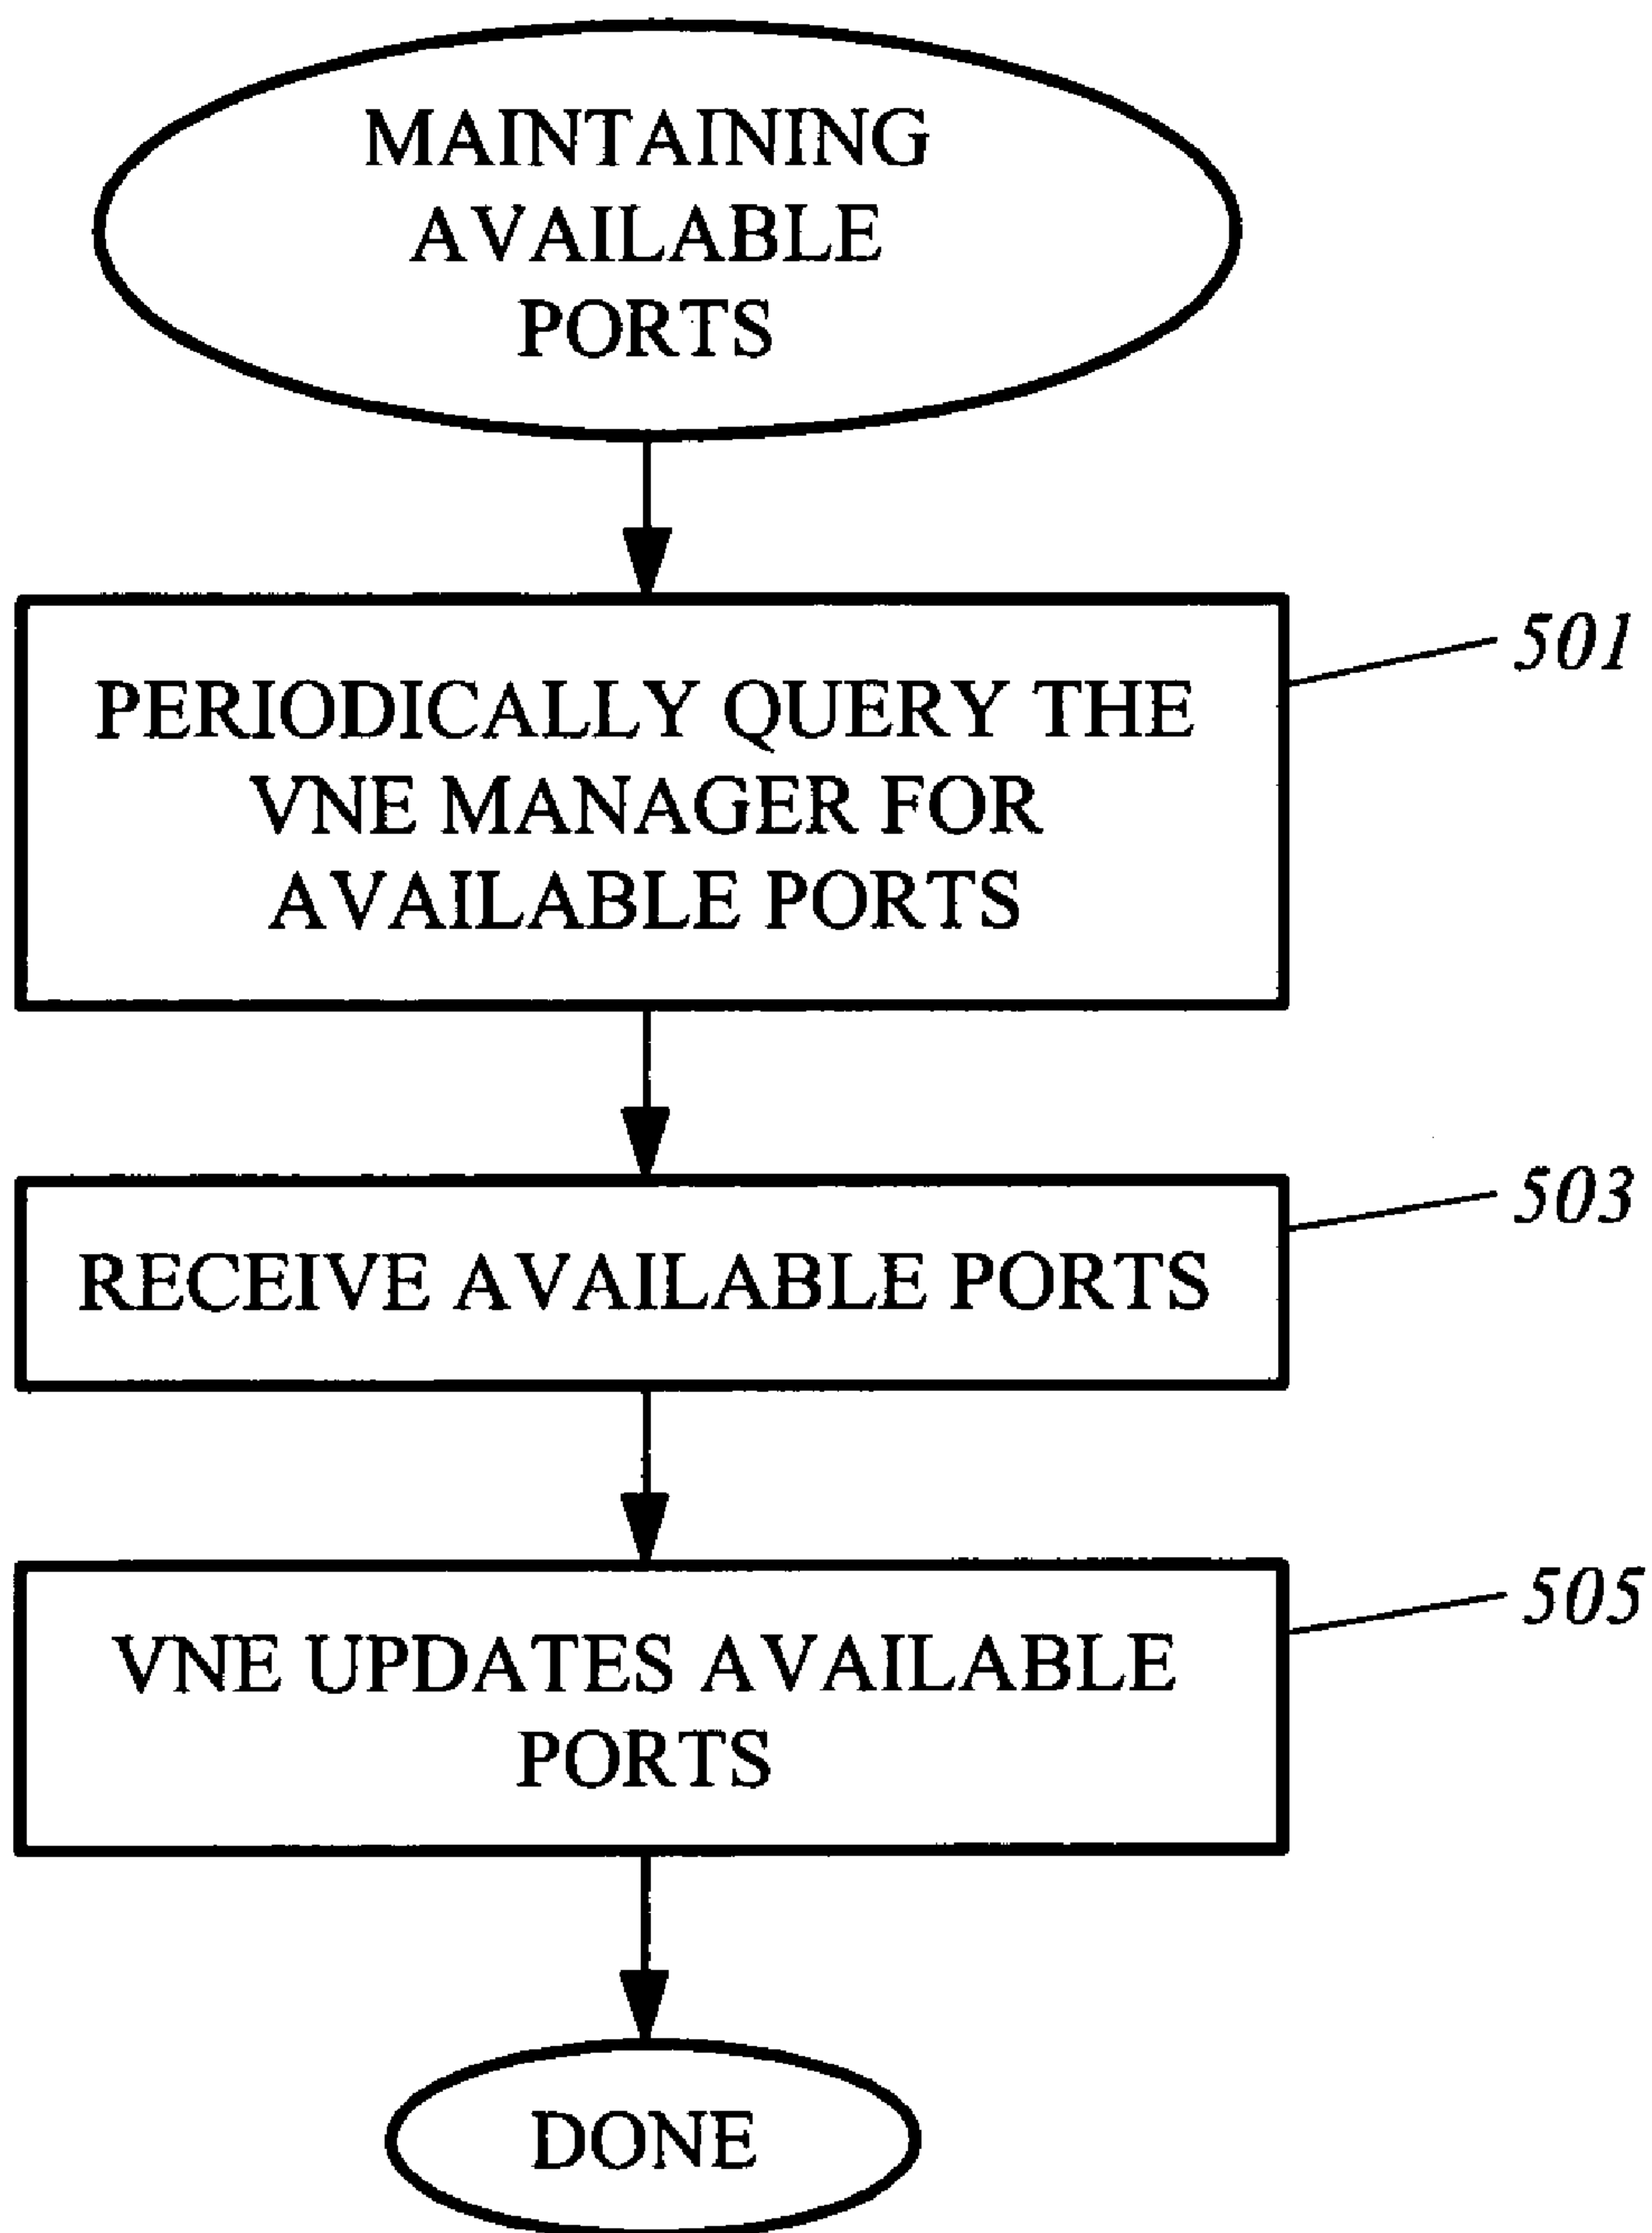 MAINTAINING
AVAILABLE
PORTS
501
PERIODICALLY QUERY THE
VNE MANAGER FOR
AVAILABLE PORTS
503
RECEIVE AVAILABLE PORTS
505
VNE UPDATES AVAILABLE
PORTS
DONE